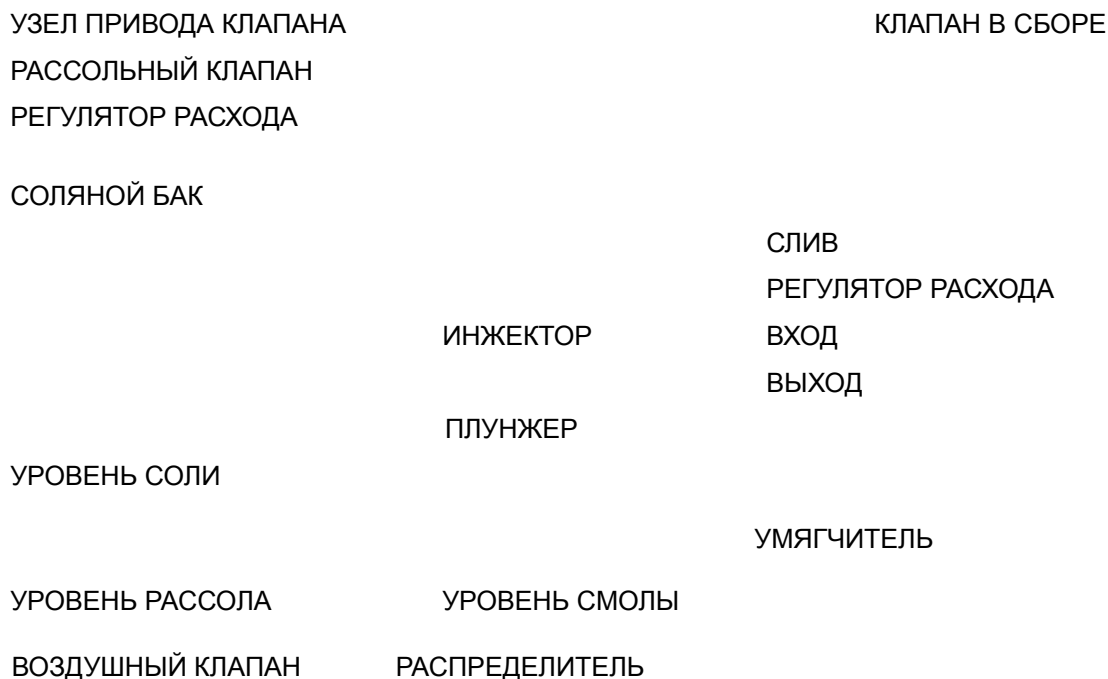 УЗЕЛ ПРИВОДА КЛАПАНА КЛАПАН В СБОРЕ
РАССОЛЬНЫЙ КЛАПАН
РЕГУЛЯТОР РАСХОДА
СОЛЯНОЙ БАК
СЛИВ
РЕГУЛЯТОР РАСХОДА
ИНЖЕКТОР ВХОД
ВЫХОД
ПЛУНЖЕР
УРОВЕНЬ СОЛИ
УМЯГЧИТЕЛЬ
УРОВЕНЬ РАССОЛА УРОВЕНЬ СМОЛЫ
ВОЗДУШНЫЙ КЛАПАН РАСПРЕДЕЛИТЕЛЬ